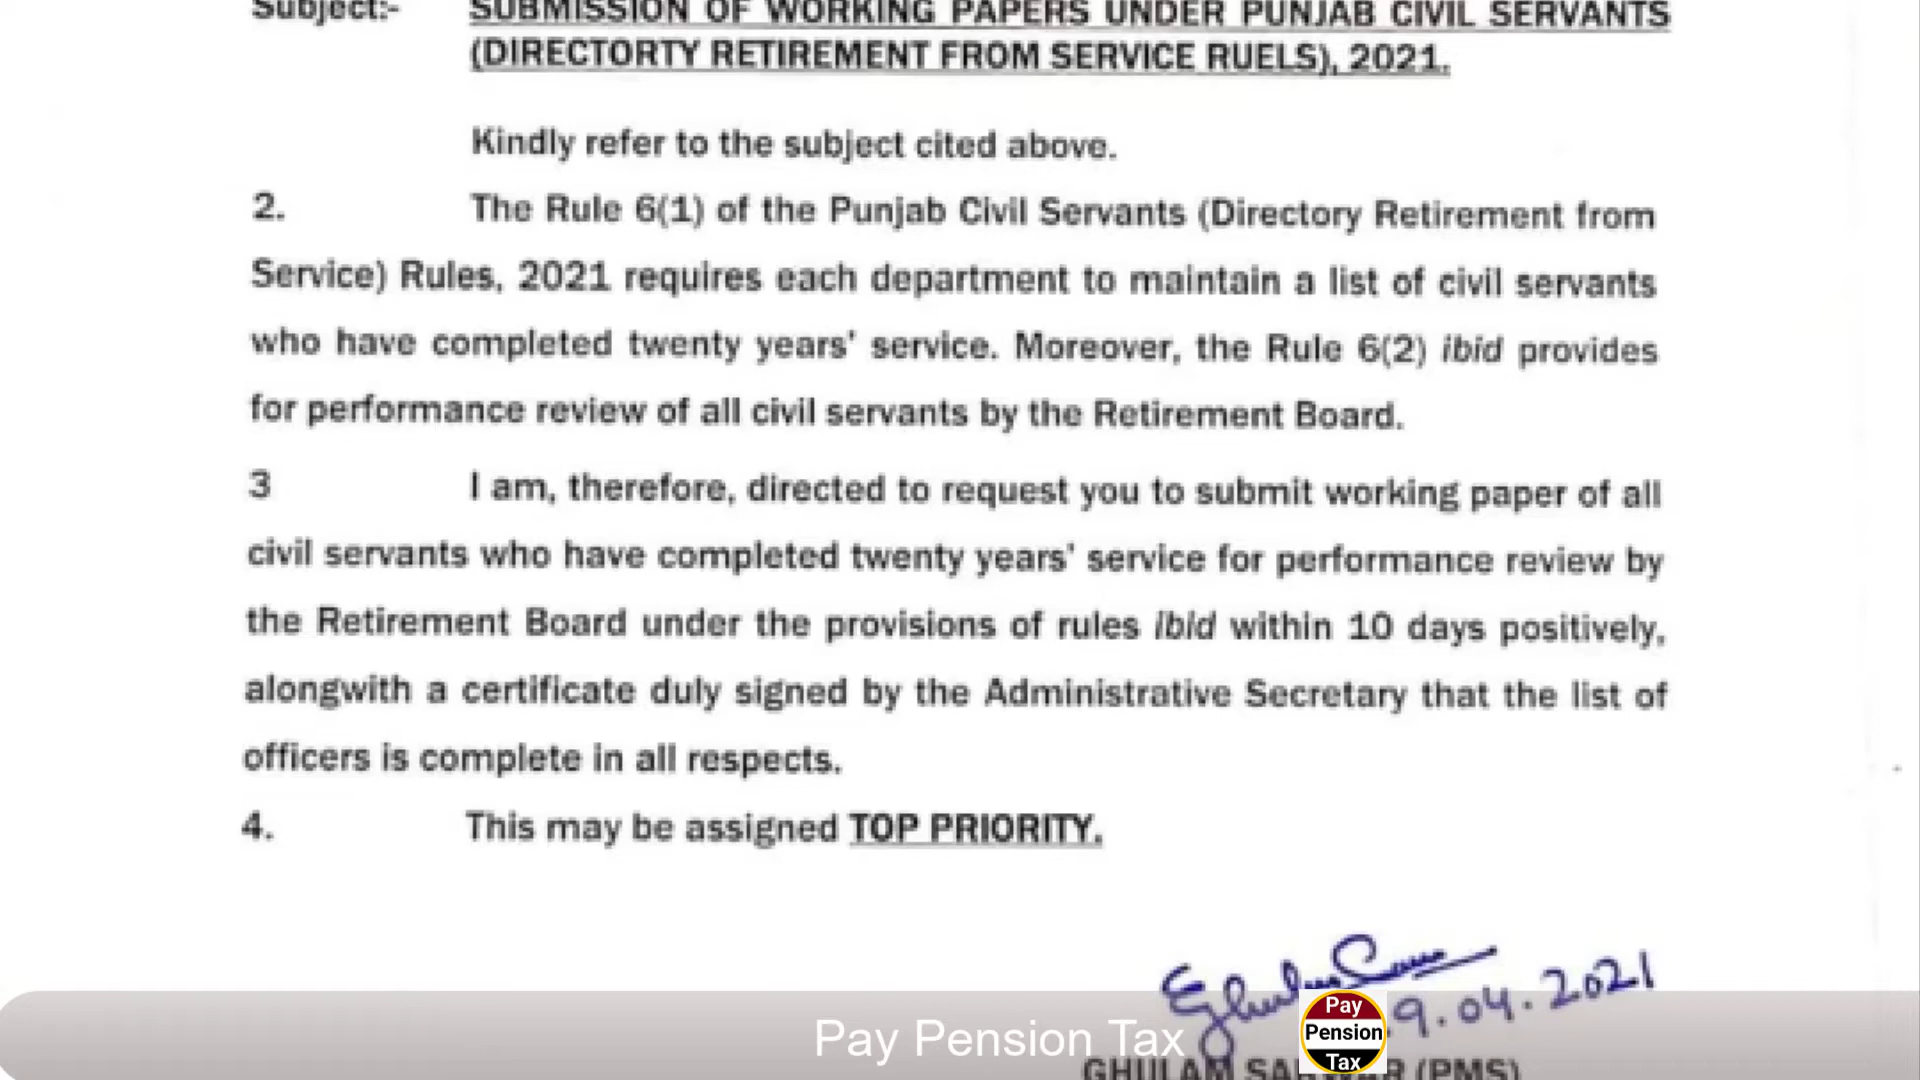 Subject:- SUBMISSION OF WORKING PAPERS UNDER PUNJAB CIVIL SERVANTS
(DIRECTORTY RETIREMENT FROM SERVICE RUELS), 2021.
Kindly refer to the subject cited above.
2. The Rule 6(1) of the Punjab Civil Servants (Directory Retirement from
Service) Rules, 2021 requires each department to maintain a list of civil servants
who have completed twenty years' service. Moreover, the Rule 6(2) ibid provides
for performance review of all civil servants by the Retirement Board.
3 I am, therefore, directed to request you to submit working paper of all
civil servants who have completed twenty years' service for performance review by
the Retirement Board under the provisions of rules ibid within 10 days positively,
alongwith a certificate duly signed by the Administrative Secretary that the list of
officers is complete in all respects.
4. This may be assigned TOP PRIORITY.
9.04.2021
Pay Pension Tax
Pay
Pension
Tax
GHULAM SARWAR (PMS)